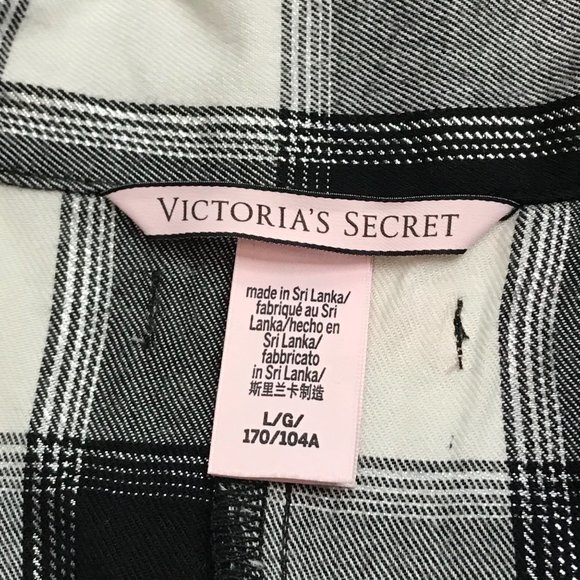 VICTORIA'S SECRET
made in Sri Lanka/
fabriqué au Sri
Lanka/hecho en
Sri Lanka/
fabbricato
in Sri Lanka/
斯里兰卡制造
L/G/
170/104A